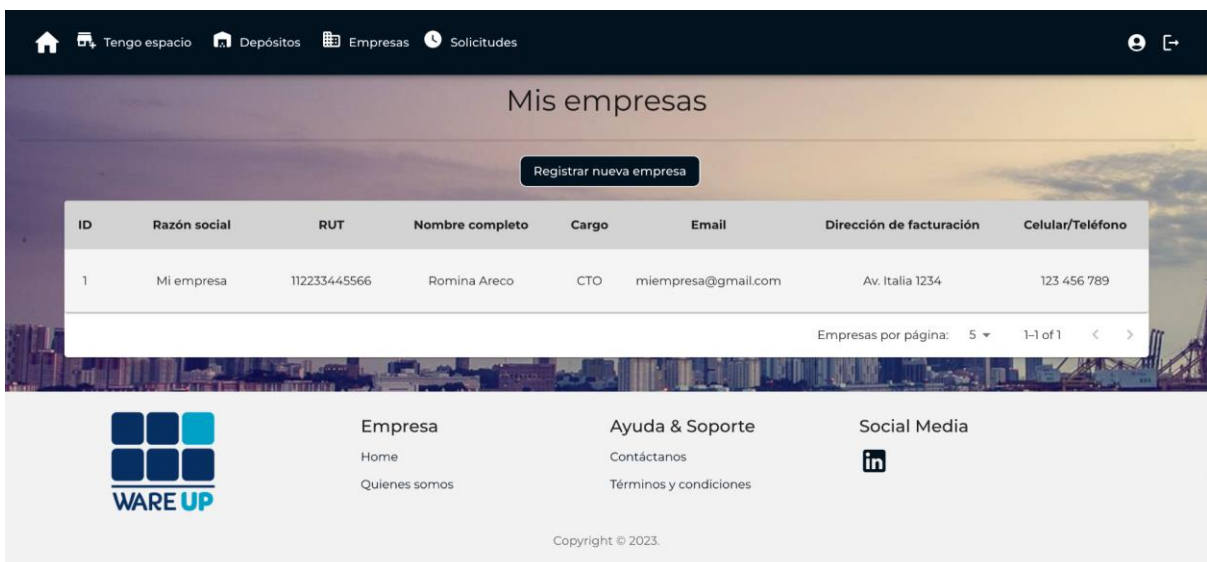 Tengo espacio Depósitos Empresas Solicitudes
Mis empresas
Registrar nueva empresa
ID Razón social RUT Nombre completo Cargo Email Dirección de facturación Celular/Teléfono
1 Mi empresa 112233445566 Romina Areco CTO miempresa@gmail.com Av. Italia 1234 123 456 789
Empresas por página: 5 1–1 of 1
WARE UP
Empresa
Home
Quienes somos
Ayuda & Soporte
Contáctanos
Términos y condiciones
Social Media
in
Copyright © 2023.